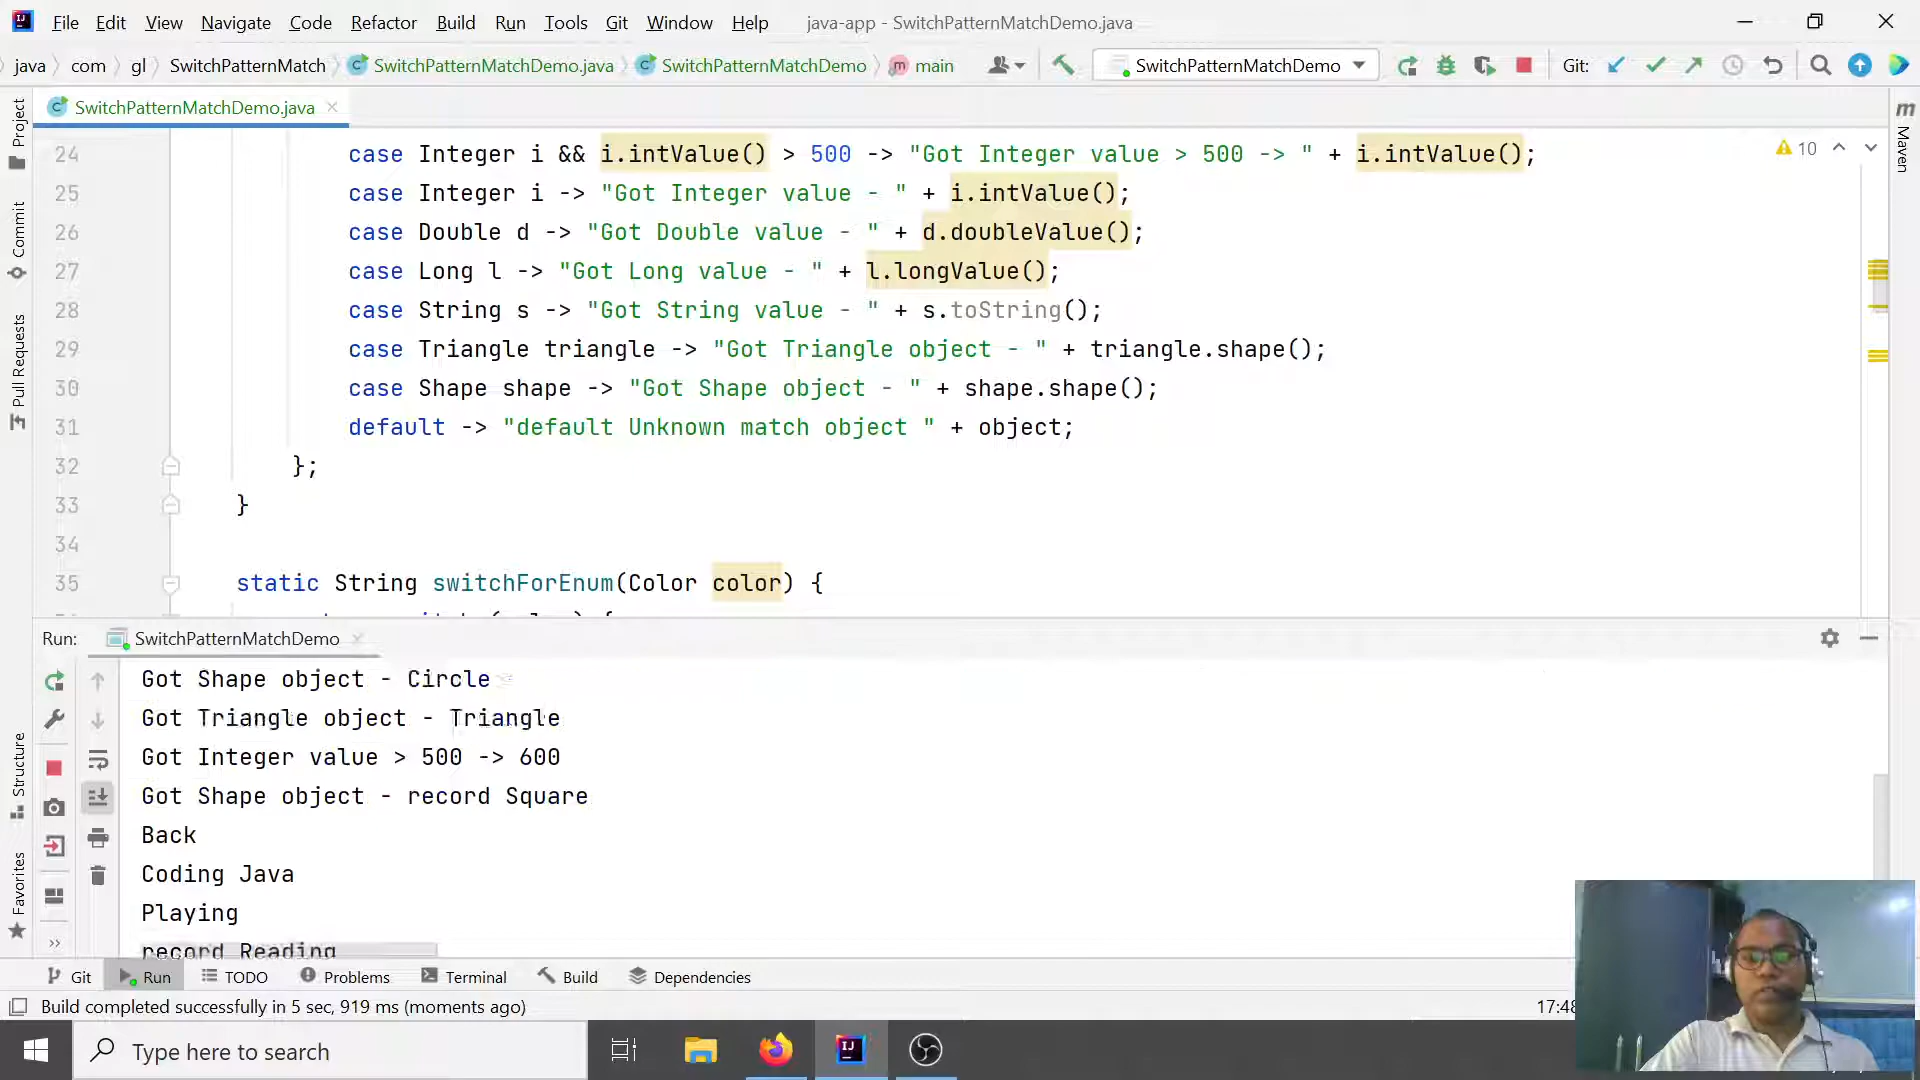 File Edit View Navigate Code Refactor Build Run Tools Git Window Help java-app - SwitchPatternMatchDemo.java
java com gl SwitchPatternMatch SwitchPatternMatchDemo.java SwitchPatternMatchDemo main SwitchPatternMatchDemo Git:
SwitchPatternMatchDemo.java
24 case Integer i && i.intValue() > 500 -> "Got Integer value > 500 -> " + i.intValue();
10
25 case Integer i -> "Got Integer value - " + i.intValue();
26 case Double d -> "Got Double value - " + d.doubleValue();
27 case Long l -> "Got Long value - " + l.longValue();
28 case String s -> "Got String value - " + s.toString();
29 case Triangle triangle -> "Got Triangle object - " + triangle.shape();
30 case Shape shape -> "Got Shape object - " + shape.shape();
31 default -> "default Unknown match object " + object;
32 };
33 }
34
35 static String switchForEnum(Color color) {
Project
Commit
Pull Requests
Structure
Favorites
Maven
Run: SwitchPatternMatchDemo
Got Shape object - Circle
Got Triangle object - Triangle
Got Integer value > 500 -> 600
Got Shape object - record Square
Back
Coding Java
Playing
record Reading
Git Run TODO Problems Terminal Build Dependencies
Build completed successfully in 5 sec, 919 ms (moments ago)
17:48
Type here to search